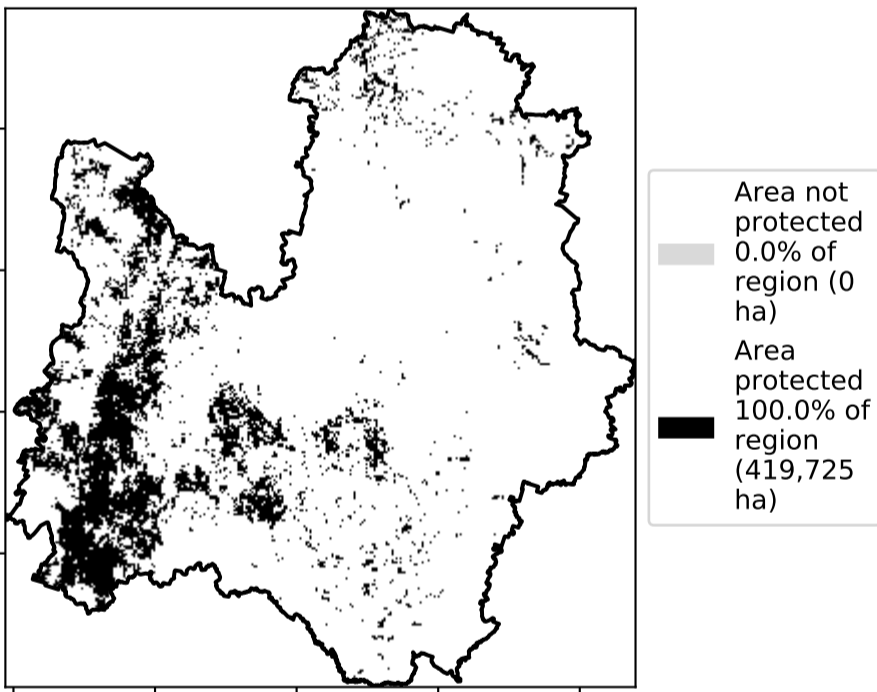 Area not
protected
0.0% of
region (0
ha)
Area
protected
100.0% of
region
(419,725
ha)